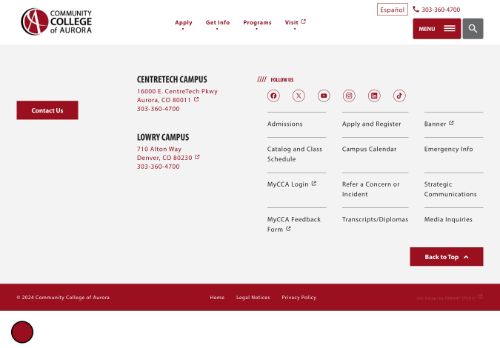 COMMUNITY
COLLEGE
of AURORA
Apply
Get Info
Programs
Visit
Español
303-360-4700
MENU
Contact Us
CENTRETECH CAMPUS
16000 E. CentreTech Pkwy
Aurora, CO 80011
303-360-4700
LOWRY CAMPUS
710 Alton Way
Denver, CO 80230
303-360-4700
//// FOLLOW US
Admissions
Apply and Register
Banner
Catalog and Class
Schedule
Campus Calendar
Emergency Info
MyCCA Login
Refer a Concern or
Incident
Strategic
Communications
MyCCA Feedback
Form
Transcripts/Diplomas
Media Inquiries
Back to Top
© 2024 Community College of Aurora
Home
Legal Notices
Privacy Policy